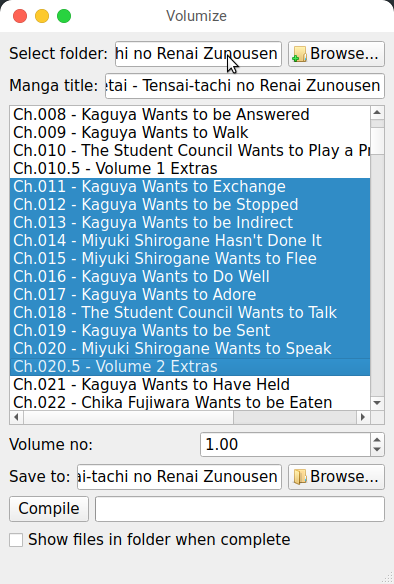 Volumize
Select folder: hi no Renai Zunousen Browse...
Manga title: etai - Tensai-tachi no Renai Zunousen
Ch.008 - Kaguya Wants to be Answered
Ch.009 - Kaguya Wants to Walk
Ch.010 - The Student Council Wants to Play a Pr
Ch.010.5 - Volume 1 Extras
Ch.011 - Kaguya Wants to Exchange
Ch.012 - Kaguya Wants to be Stopped
Ch.013 - Kaguya Wants to be Indirect
Ch.014 - Miyuki Shirogane Hasn't Done It
Ch.015 - Miyuki Shirogane Wants to Flee
Ch.016 - Kaguya Wants to Do Well
Ch.017 - Kaguya Wants to Adore
Ch.018 - The Student Council Wants to Talk
Ch.019 - Kaguya Wants to be Sent
Ch.020 - Miyuki Shirogane Wants to Speak
Ch.020.5 - Volume 2 Extras
Ch.021 - Kaguya Wants to Have Held
Ch.022 - Chika Fujiwara Wants to be Eaten
Volume no: 1.00
Save to: ai-tachi no Renai Zunousen Browse...
Compile
Show files in folder when complete